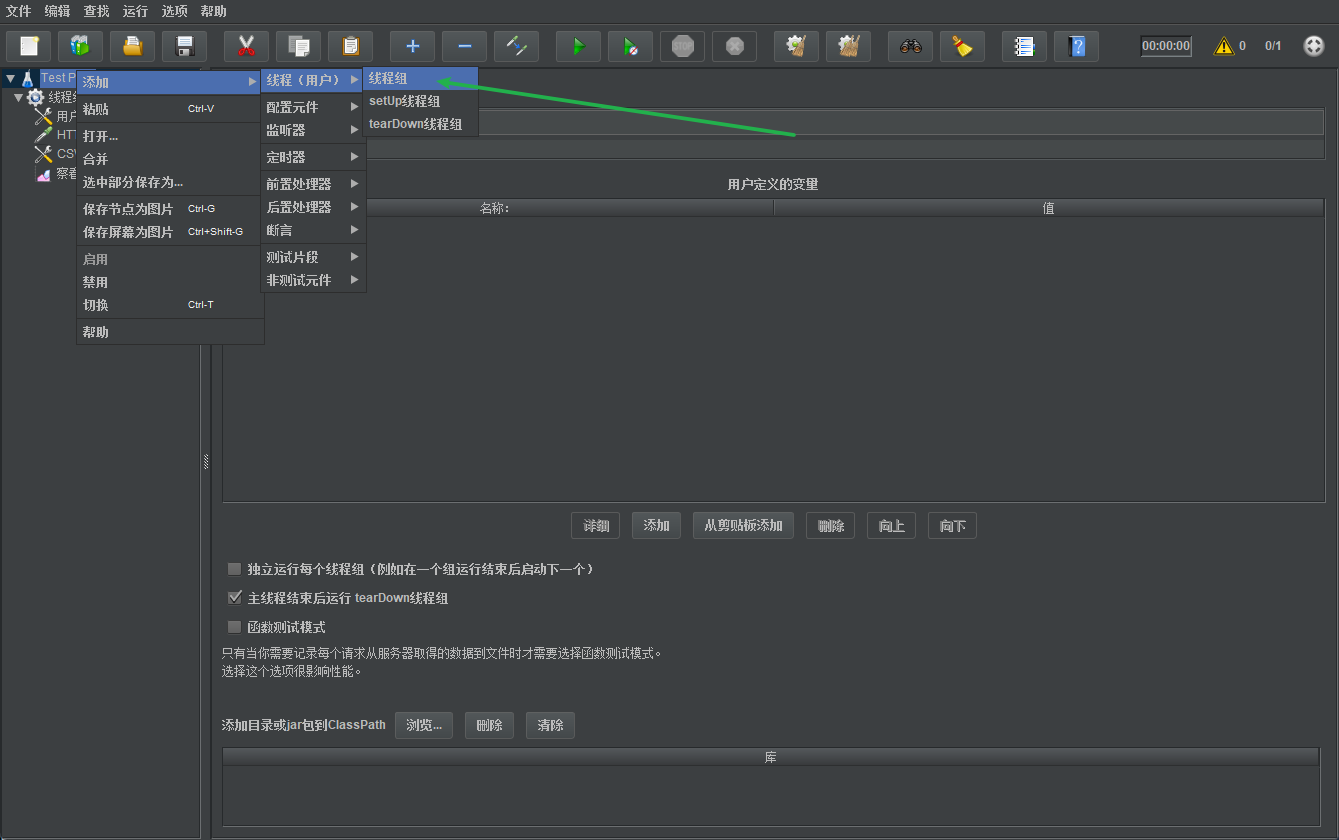 文件 编辑 查找 运行 选项 帮助
STOP
00:00:00 0 0/1
Test P
线程组
用户
HTT
CSV
察看
添加
粘贴 Ctrl-V
打开...
合并
选中部分保存为...
保存节点为图片 Ctrl-G
保存屏幕为图片 Ctrl+Shift-G
启用
禁用
切换 Ctrl-T
帮助
线程（用户）
配置元件
监听器
定时器
前置处理器
后置处理器
断言
测试片段
非测试元件
线程组
setUp线程组
tearDown线程组
用户定义的变量
名称: 值
详细 添加 从剪贴板添加 删除 向上 向下
独立运行每个线程组（例如在一个组运行结束后启动下一个）
主线程结束后运行 tearDown线程组
函数测试模式
只有当你需要记录每个请求从服务器取得的数据到文件时才需要选择函数测试模式。
选择这个选项很影响性能。
添加目录或jar包到ClassPath 浏览... 删除 清除
库